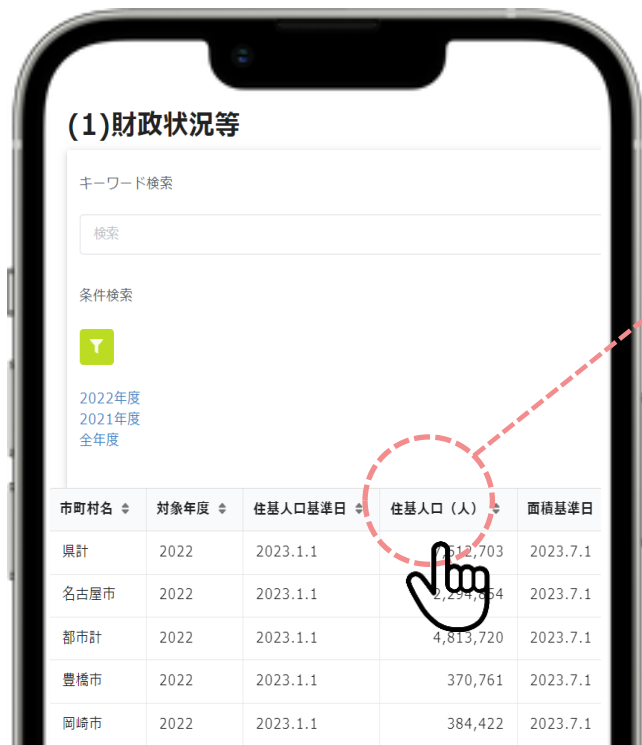 (1)財政状況等
キーワード検索
検索
条件検索
2022年度
2021年度
全年度
市町村名 対象年度 住基人口基準日 住基人口（人） 面積基準日
県計 2022 2023.1.1 7,512,703 2023.7.1
名古屋市 2022 2023.1.1 2,294,854 2023.7.1
都市計 2022 2023.1.1 4,813,720 2023.7.1
豊橋市 2022 2023.1.1 370,761 2023.7.1
岡崎市 2022 2023.1.1 384,422 2023.7.1